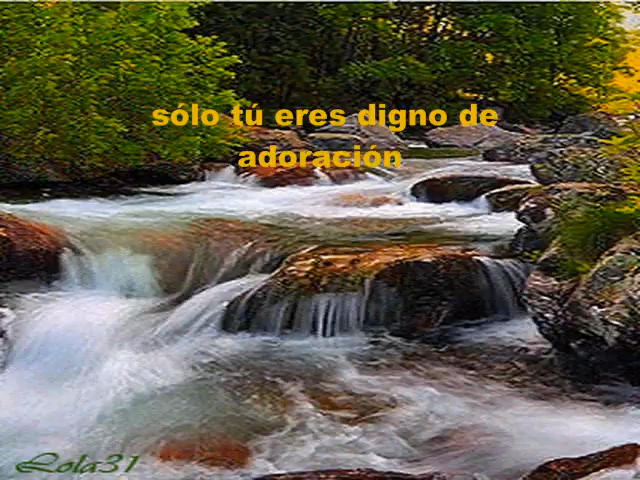 sólo tú eres digno de
adoración
Lola31